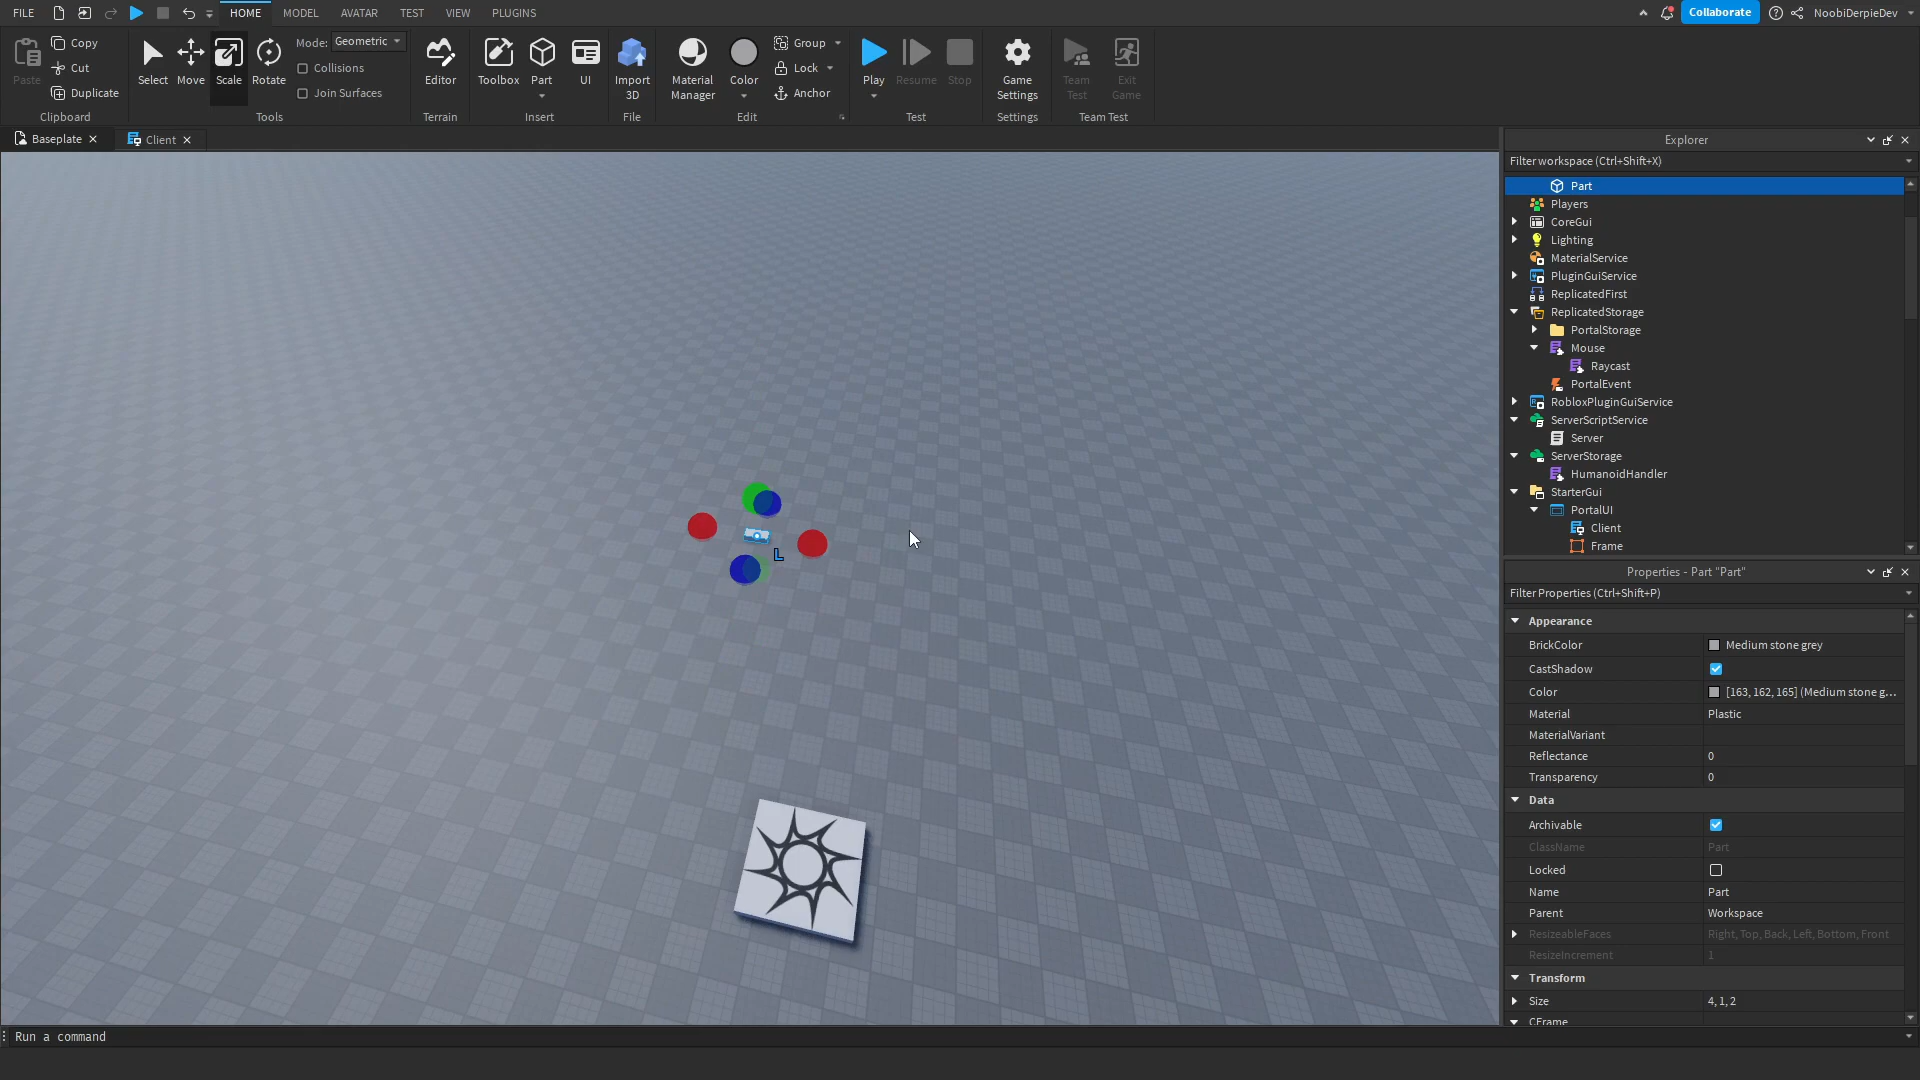 FILE HOME MODEL AVATAR TEST VIEW PLUGINS Collaborate NoobiDerpieDev
Paste Copy Cut Duplicate
Clipboard
Select Move Scale Rotate
Mode: Geometric
Collisions
Join Surfaces
Tools
Editor
Terrain
Toolbox Part UI
Insert
Import
3D
File
Material
Manager
Color
Group
Lock
Anchor
Edit
Play Resume Stop
Test
Game
Settings
Settings
Team
Test
Exit
Game
Team Test
Baseplate Client
L
Explorer
Filter workspace (Ctrl+Shift+X)
Part
Players
CoreGui
Lighting
MaterialService
PluginGuiService
ReplicatedFirst
ReplicatedStorage
PortalStorage
Mouse
Raycast
PortalEvent
RobloxPluginGuiService
ServerScriptService
Server
ServerStorage
HumanoidHandler
StarterGui
PortalUI
Client
Frame
Properties - Part "Part"
Filter Properties (Ctrl+Shift+P)
Appearance
BrickColor Medium stone grey
CastShadow
Color [163, 162, 165] (Medium stone g...
Material Plastic
MaterialVariant
Reflectance 0
Transparency 0
Data
Archivable
ClassName Part
Locked
Name Part
Parent Workspace
ResizeableFaces Right, Top, Back, Left, Bottom, Front
ResizeIncrement 1
Transform
Size 4, 1, 2
CFrame
Run a command